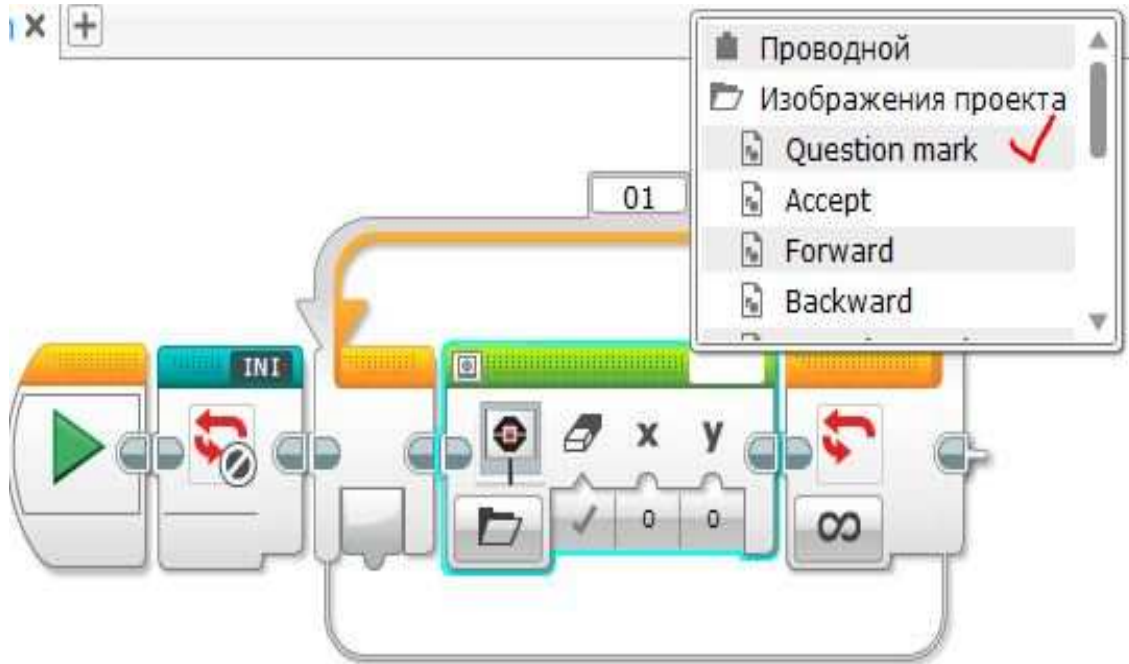 Проводной
Изображения проекта
Question mark
Accept
Forward
Backward
01
INI
x y
0 0